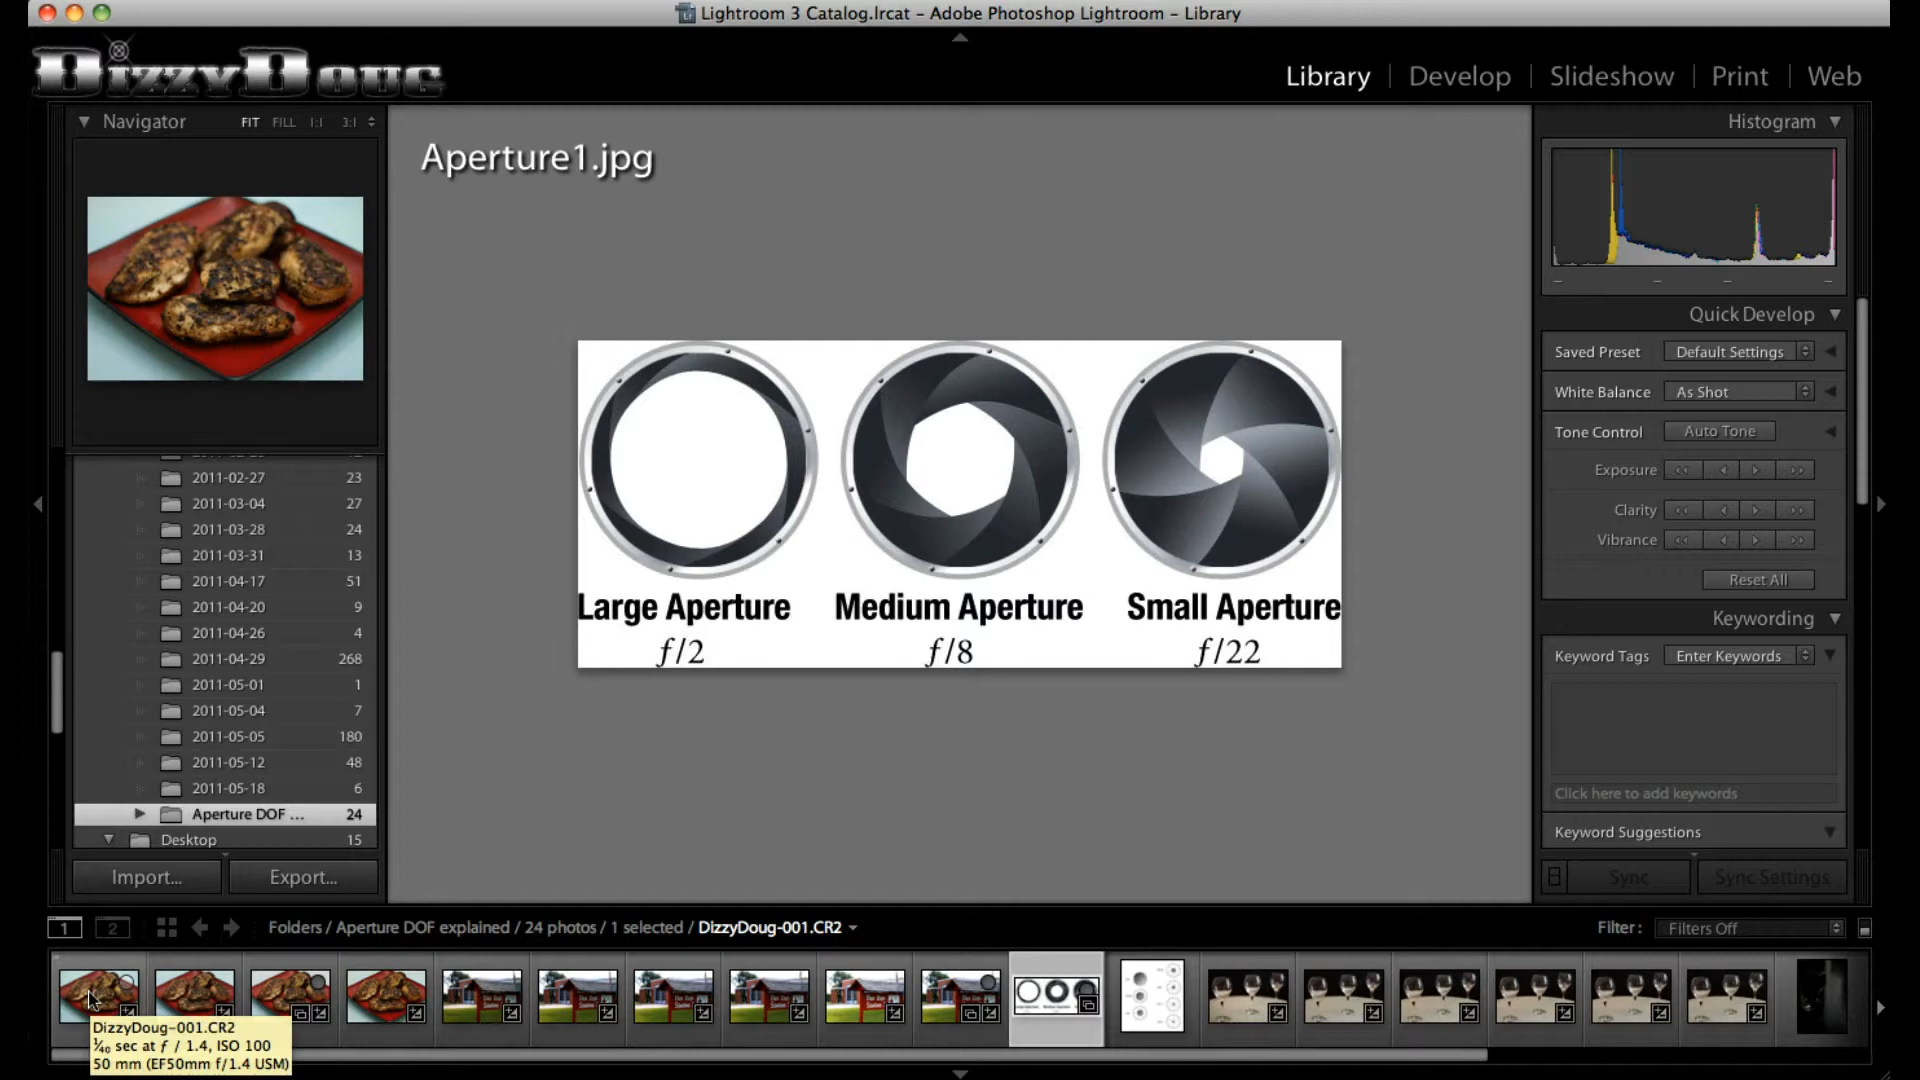 Lightroom 3 Catalog.lrcat – Adobe Photoshop Lightroom – Library
DizzyDoug
Library | Develop | Slideshow | Print | Web
Navigator FIT FILL 1:1 3:1
Histogram
Aperture1.jpg
Quick Develop
Saved Preset Default Settings
White Balance As Shot
Tone Control Auto Tone
Exposure
Clarity
Vibrance
Reset All
Keywording
Keyword Tags Enter Keywords
Click here to add keywords
Keyword Suggestions
Sync Sync Settings
Large Aperture Medium Aperture Small Aperture
f/2 f/8 f/22
2011-02-27 23
2011-03-04 27
2011-03-28 24
2011-03-31 13
2011-04-17 51
2011-04-20 9
2011-04-26 4
2011-04-29 268
2011-05-01 1
2011-05-04 7
2011-05-05 180
2011-05-12 48
2011-05-18 6
Aperture DOF ... 24
Desktop 15
Import... Export...
1 2 Folders / Aperture DOF explained / 24 photos / 1 selected / DizzyDoug-001.CR2 Filter : Filters Off
DizzyDoug-001.CR2
1/40 sec at f / 1.4, ISO 100
50 mm (EF50mm f/1.4 USM)